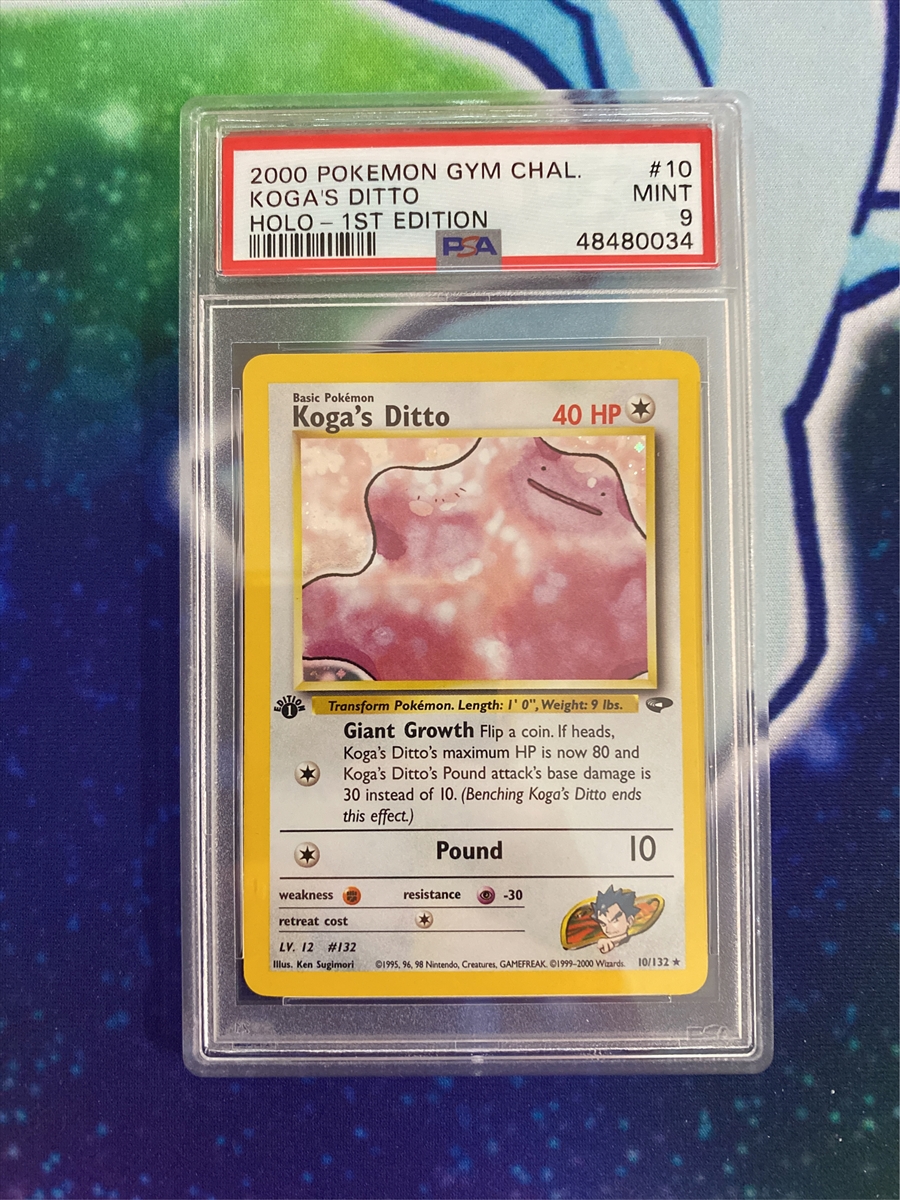 2000 POKEMON GYM CHAL. #10
KOGA'S DITTO MINT
HOLO – 1ST EDITION 9
PSA 48480034
Basic Pokémon
Koga's Ditto 40 HP
EDITION 1
Transform Pokémon. Length: 1' 0", Weight: 9 lbs.
Giant Growth Flip a coin. If heads,
Koga's Ditto's maximum HP is now 80 and
Koga's Ditto's Pound attack's base damage is
30 instead of 10. (Benching Koga's Ditto ends
this effect.)
Pound 10
weakness resistance -30
retreat cost
LV. 12 #132
Illus. Ken Sugimori ©1995, 96, 98 Nintendo, Creatures, GAMEFREAK. ©1999–2000 Wizards. 10/132 ★
PSA